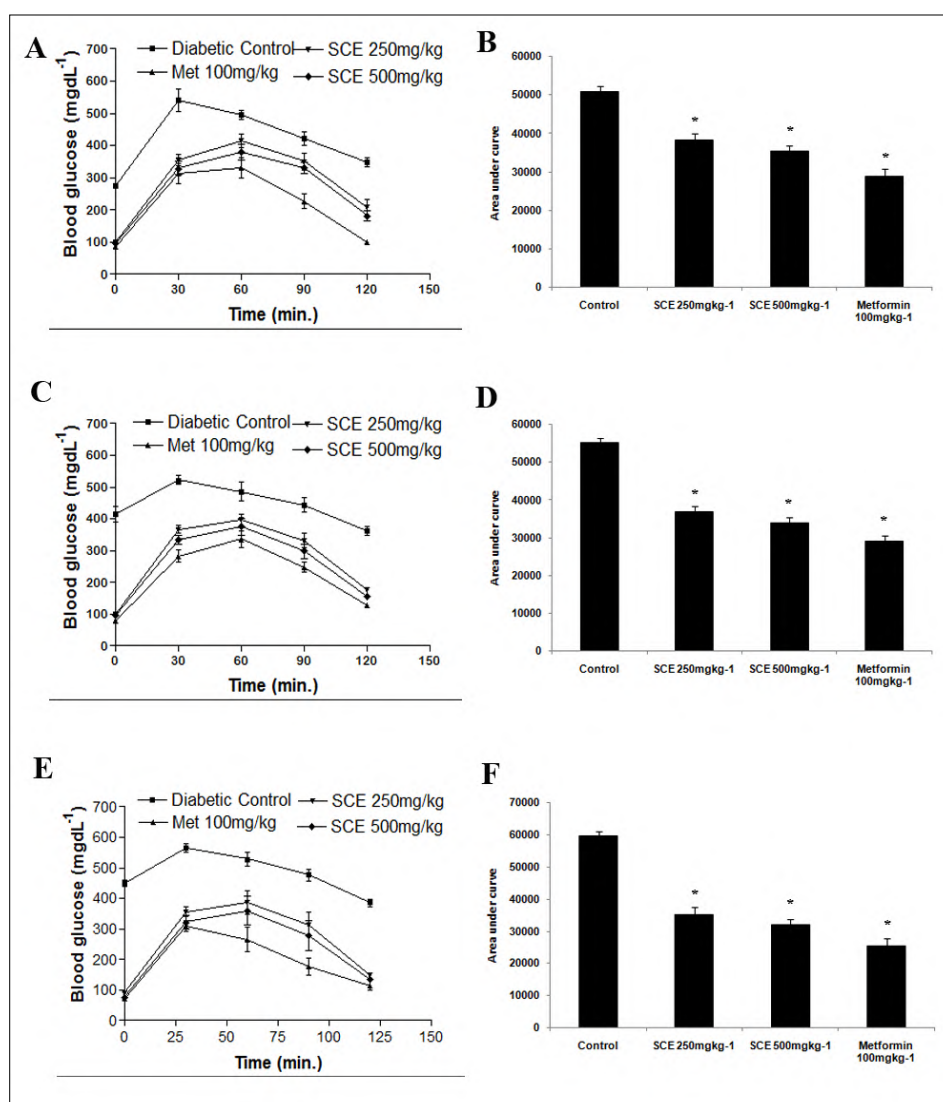 A
Blood glucose (mgdL-1)
700
600
500
400
300
200
100
0
Diabetic Control
Met 100mg/kg
SCE 250mg/kg
SCE 500mg/kg
0 30 60 90 120 150
Time (min.)
B
Area under curve
60000
50000
40000
30000
20000
10000
0
*
*
*
Control
SCE 250mgkg-1
SCE 500mgkg-1
Metformin
100mgkg-1
C
Blood glucose (mgdL-1)
700
600
500
400
300
200
100
0
Diabetic Control
Met 100mg/kg
SCE 250mg/kg
SCE 500mg/kg
0 30 60 90 120 150
Time (min.)
D
Area under curve
60000
50000
40000
30000
20000
10000
0
*
*
*
Control
SCE 250mgkg-1
SCE 500mgkg-1
Metformin
100mgkg-1
E
Blood glucose (mgdL-1)
700
600
500
400
300
200
100
0
Diabetic Control
Met 100mg/kg
SCE 250mg/kg
SCE 500mg/kg
0 25 50 75 100 125 150
Time (min.)
F
Area under curve
70000
60000
50000
40000
30000
20000
10000
0
*
*
*
Control
SCE 250mgkg-1
SCE 500mgkg-1
Metformin
100mgkg-1